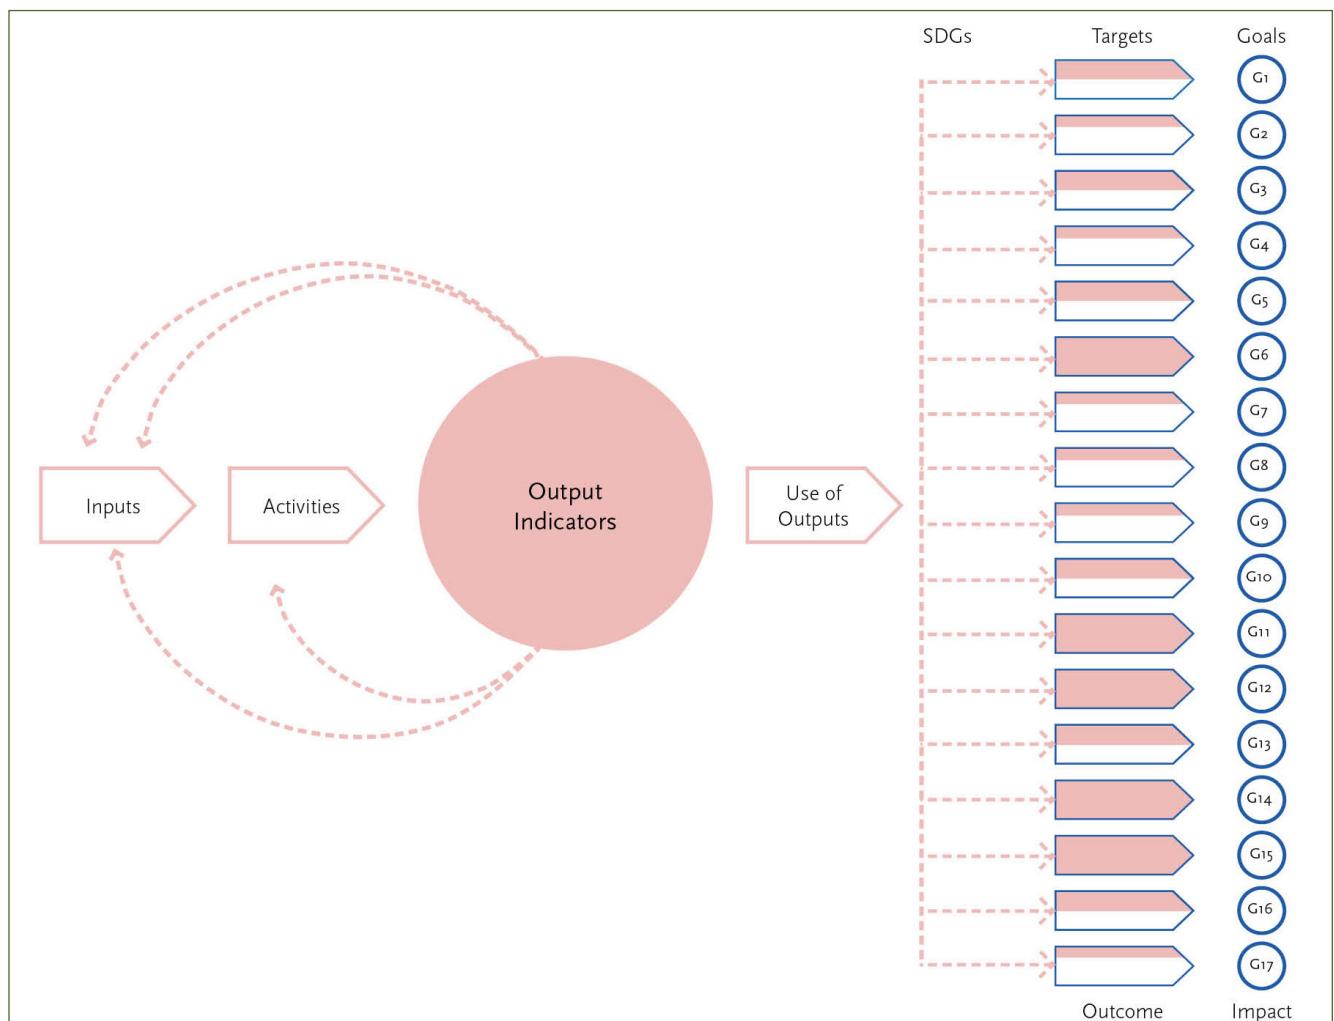 SDGs Targets Goals
G1
G2
G3
G4
G5
G6
G7
G8
G9
G10
G11
G12
G13
G14
G15
G16
G17
Inputs
Activities
Output
Indicators
Use of
Outputs
Outcome Impact